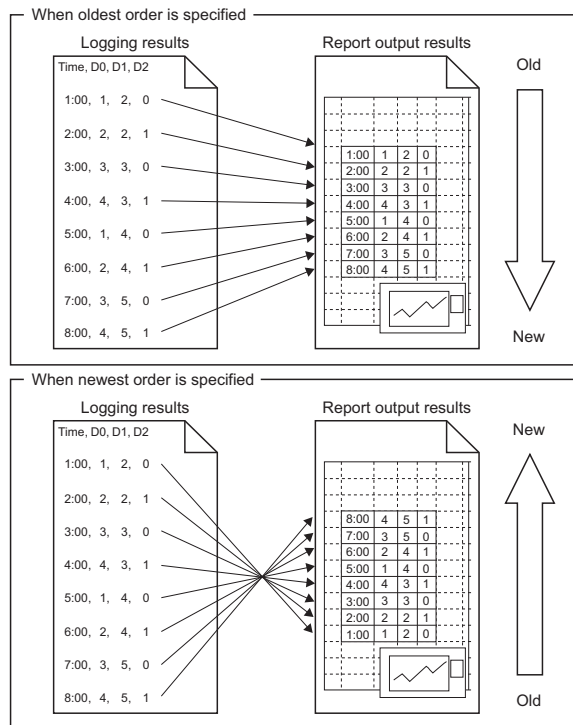 When oldest order is specified
Logging results
Time, D0, D1, D2
1:00, 1, 2, 0
2:00, 2, 2, 1
3:00, 3, 3, 0
4:00, 4, 3, 1
5:00, 1, 4, 0
6:00, 2, 4, 1
7:00, 3, 5, 0
8:00, 4, 5, 1
Report output results
1:00 1 2 0
2:00 2 2 1
3:00 3 3 0
4:00 4 3 1
5:00 1 4 0
6:00 2 4 1
7:00 3 5 0
8:00 4 5 1
Old
New
When newest order is specified
Logging results
Time, D0, D1, D2
1:00, 1, 2, 0
2:00, 2, 2, 1
3:00, 3, 3, 0
4:00, 4, 3, 1
5:00, 1, 4, 0
6:00, 2, 4, 1
7:00, 3, 5, 0
8:00, 4, 5, 1
Report output results
8:00 4 5 1
7:00 3 5 0
6:00 2 4 1
5:00 1 4 0
4:00 4 3 1
3:00 3 3 0
2:00 2 2 1
1:00 1 2 0
New
Old